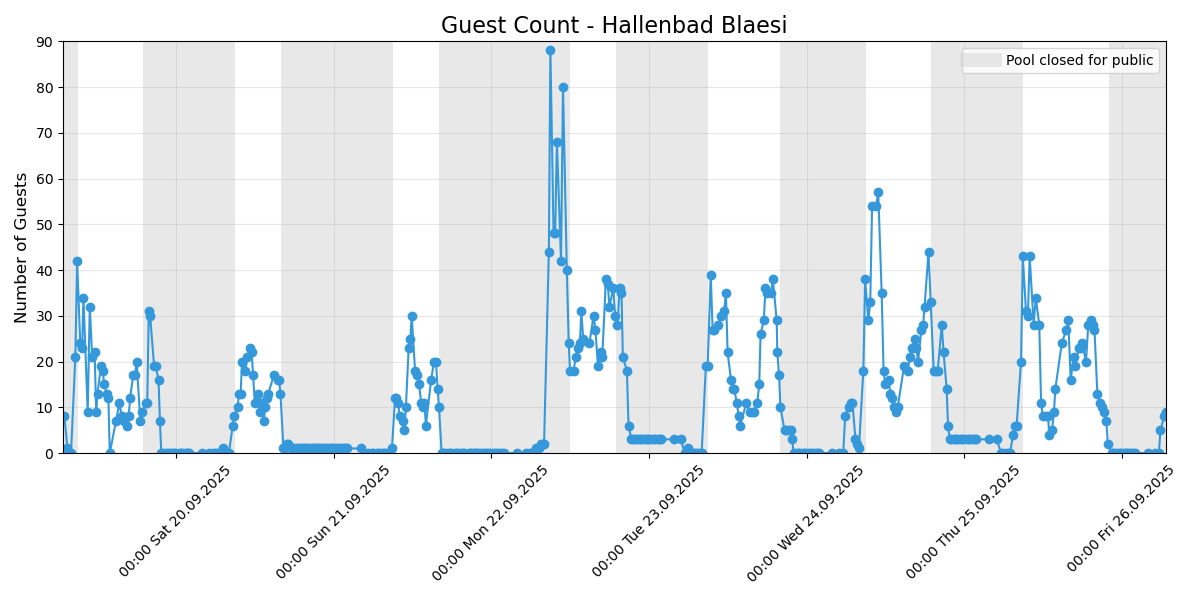 Guest Count - Hallenbad Blaesi
Pool closed for public
Number of Guests
90
80
70
60
50
40
30
20
10
0
00:00 Sat 20.09.2025
00:00 Sun 21.09.2025
00:00 Mon 22.09.2025
00:00 Tue 23.09.2025
00:00 Wed 24.09.2025
00:00 Thu 25.09.2025
00:00 Fri 26.09.2025